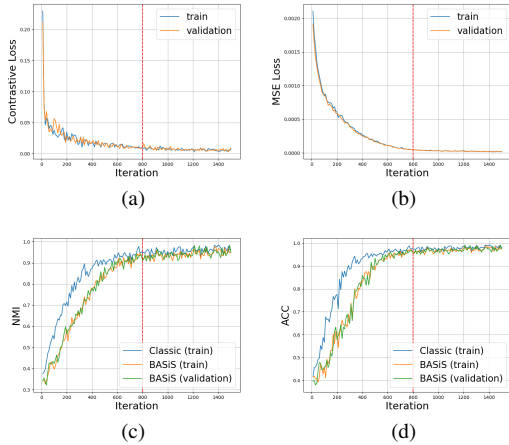 Contrastive Loss
0.20
0.15
0.10
0.05
0.00
train
validation
0 200 400 600 800 1000 1200 1400
Iteration
(a)
MSE Loss
0.0020
0.0015
0.0010
0.0005
0.0000
train
validation
0 200 400 600 800 1000 1200 1400
Iteration
(b)
NMI
1.0
0.9
0.8
0.7
0.6
0.5
0.4
0.3
Classic (train)
BASiS (train)
BASiS (validation)
0 200 400 600 800 1000 1200 1400
Iteration
(c)
ACC
1.0
0.9
0.8
0.7
0.6
0.5
0.4
Classic (train)
BASiS (train)
BASiS (validation)
0 200 400 600 800 1000 1200 1400
Iteration
(d)